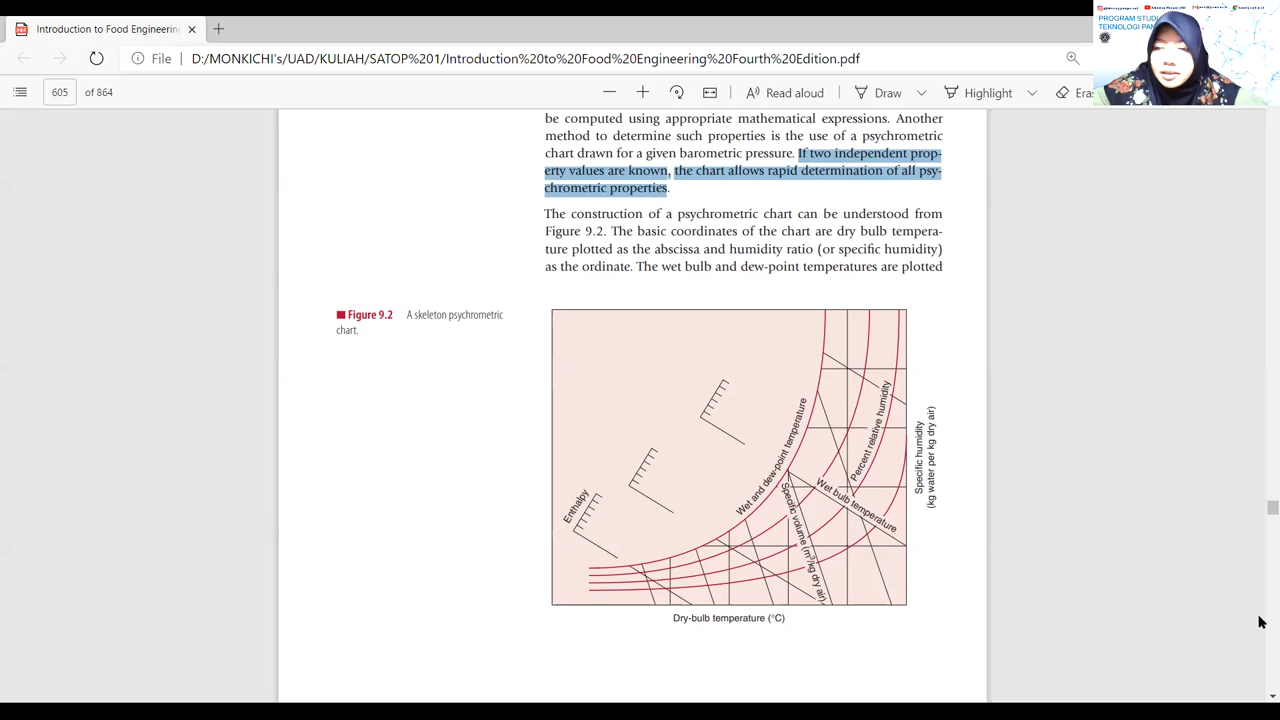 Introduction to Food Engineering
File
D:/MONKICHI's/UAD/KULIAH/SATOP%201/Introduction%20to%20Food%20Engineering%20Fourth%20Edition.pdf
605 of 864
Read aloud
Draw
Highlight
Eras
PROGRAM STUDI
TEKNOLOGI PAN
be computed using appropriate mathematical expressions. Another
method to determine such properties is the use of a psychrometric
chart drawn for a given barometric pressure. If two independent prop-
erty values are known, the chart allows rapid determination of all psy-
chrometric properties.
The construction of a psychrometric chart can be understood from
Figure 9.2. The basic coordinates of the chart are dry bulb tempera-
ture plotted as the abscissa and humidity ratio (or specific humidity)
as the ordinate. The wet bulb and dew-point temperatures are plotted
Figure 9.2 A skeleton psychrometric
chart.
Enthalpy
Wet and dew-point temperature
Percent relative humidity
Specific volume (m³/kg dry air)
Wet bulb temperature
Specific humidity
(kg water per kg dry air)
Dry-bulb temperature (°C)